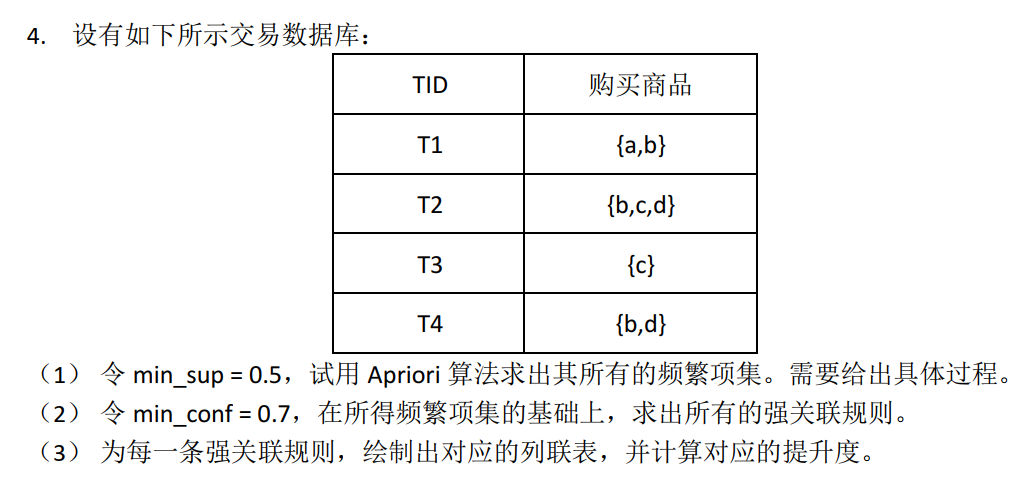 4. 设有如下所示交易数据库：
TID 购买商品
T1 {a,b}
T2 {b,c,d}
T3 {c}
T4 {b,d}
（1） 令 min_sup = 0.5，试用 Apriori 算法求出其所有的频繁项集。需要给出具体过程。
（2） 令 min_conf = 0.7，在所得频繁项集的基础上，求出所有的强关联规则。
（3） 为每一条强关联规则，绘制出对应的列联表，并计算对应的提升度。